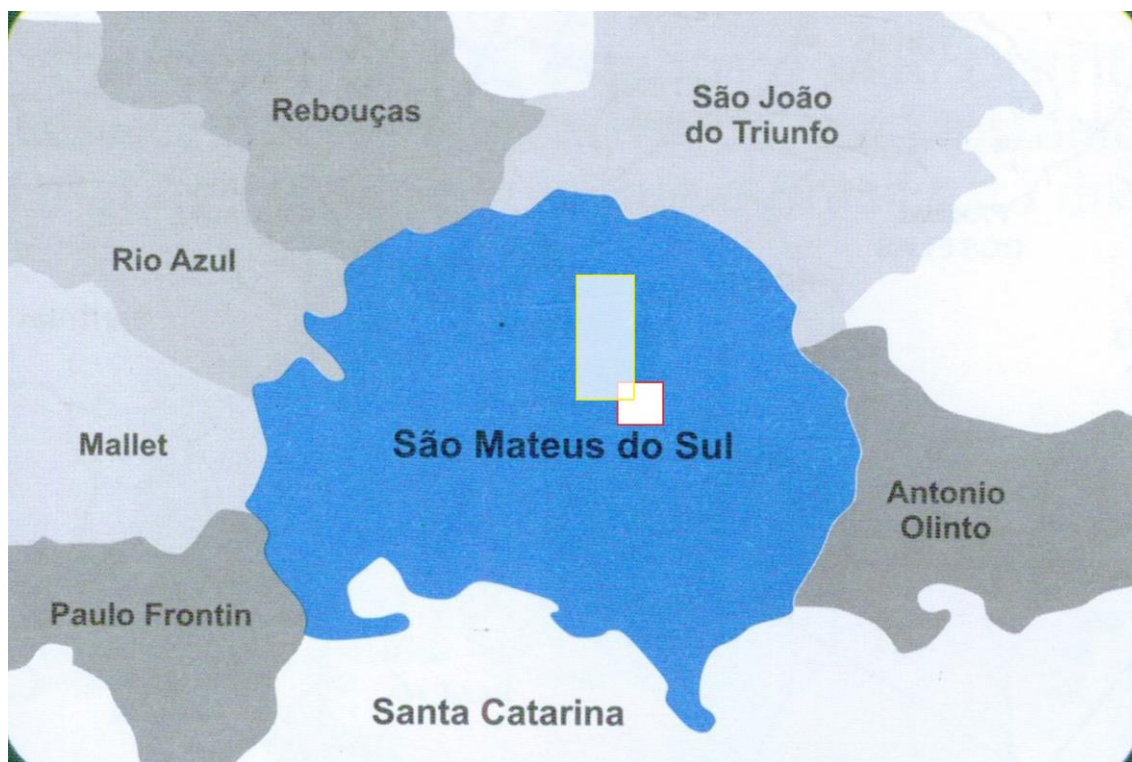 Rebouças
São João
do Triunfo
Rio Azul
Mallet
São Mateus do Sul
Antonio
Olinto
Paulo Frontin
Santa Catarina